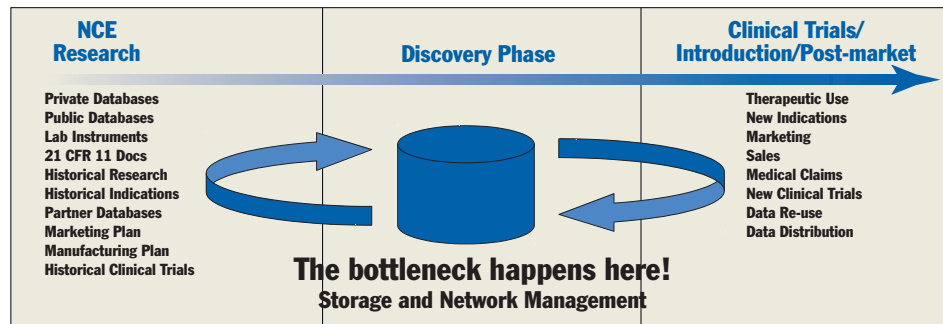 NCE
Research
Discovery Phase
Clinical Trials/
Introduction/Post-market
Private Databases
Public Databases
Lab Instruments
21 CFR 11 Docs
Historical Research
Historical Indications
Partner Databases
Marketing Plan
Manufacturing Plan
Historical Clinical Trials
Therapeutic Use
New Indications
Marketing
Sales
Medical Claims
New Clinical Trials
Data Re-use
Data Distribution
The bottleneck happens here!
Storage and Network Management